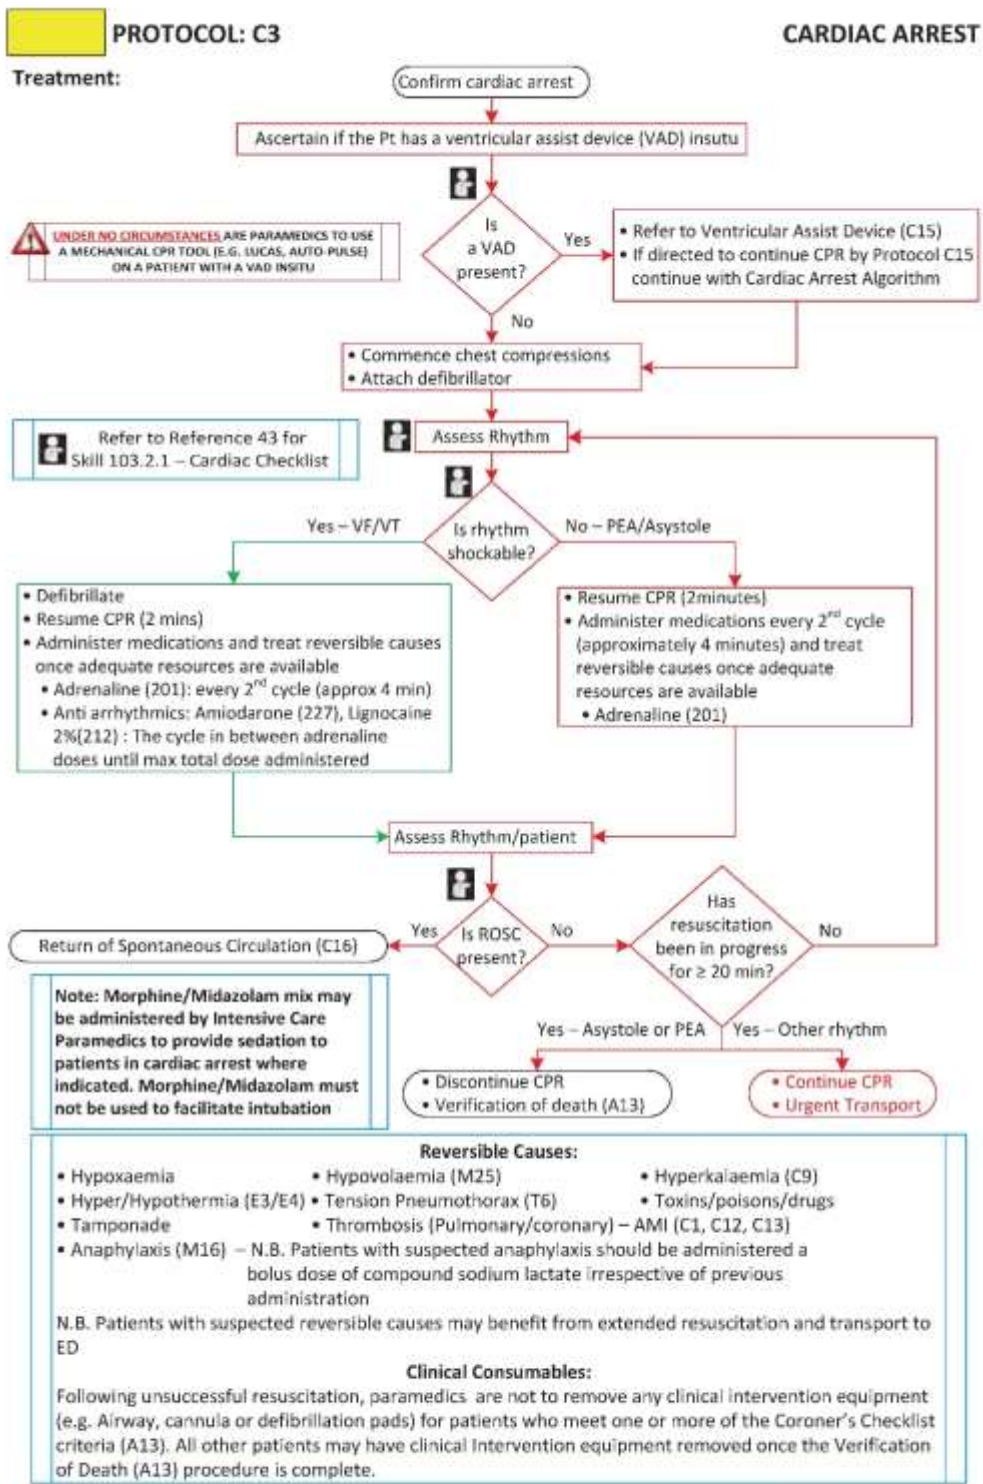 PROTOCOL: C3
CARDIAC ARREST
Treatment:
Confirm cardiac arrest
Ascertain if the Pt has a ventricular assist device (VAD) insutu
UNDER NO CIRCUMSTANCES ARE PARAMEDICS TO USE
A MECHANICAL CPR TOOL (E.G. LUCAS, AUTO-PULSE)
ON A PATIENT WITH A VAD INSITU
Is
a VAD
present?
Yes
• Refer to Ventricular Assist Device (C15)
• If directed to continue CPR by Protocol C15
continue with Cardiac Arrest Algorithm
No
• Commence chest compressions
• Attach defibrillator
Refer to Reference 43 for
Skill 103.2.1 – Cardiac Checklist
Assess Rhythm
Yes – VF/VT
Is rhythm
shockable?
No – PEA/Asystole
• Defibrillate
• Resume CPR (2 mins)
• Administer medications and treat reversible causes
once adequate resources are available
• Adrenaline (201): every 2nd cycle (approx 4 min)
• Anti arrhythmics: Amiodarone (227), Lignocaine
2%(212) : The cycle in between adrenaline
doses until max total dose administered
• Resume CPR (2minutes)
• Administer medications every 2nd cycle
(approximately 4 minutes) and treat
reversible causes once adequate
resources are available
• Adrenaline (201)
Assess Rhythm/patient
Return of Spontaneous Circulation (C16)
Yes
Is ROSC
present?
No
Has
resuscitation
been in progress
for ≥ 20 min?
No
Note: Morphine/Midazolam mix may
be administered by Intensive Care
Paramedics to provide sedation to
patients in cardiac arrest where
indicated. Morphine/Midazolam must
not be used to facilitate intubation
Yes – Asystole or PEA
Yes – Other rhythm
• Discontinue CPR
• Verification of death (A13)
• Continue CPR
• Urgent Transport
Reversible Causes:
• Hypoxaemia • Hypovolaemia (M25) • Hyperkalaemia (C9)
• Hyper/Hypothermia (E3/E4) • Tension Pneumothorax (T6) • Toxins/poisons/drugs
• Tamponade • Thrombosis (Pulmonary/coronary) – AMI (C1, C12, C13)
• Anaphylaxis (M16) – N.B. Patients with suspected anaphylaxis should be administered a
bolus dose of compound sodium lactate irrespective of previous
administration
N.B. Patients with suspected reversible causes may benefit from extended resuscitation and transport to
ED
Clinical Consumables:
Following unsuccessful resuscitation, paramedics are not to remove any clinical intervention equipment
(e.g. Airway, cannula or defibrillation pads) for patients who meet one or more of the Coroner's Checklist
criteria (A13). All other patients may have clinical Intervention equipment removed once the Verification
of Death (A13) procedure is complete.